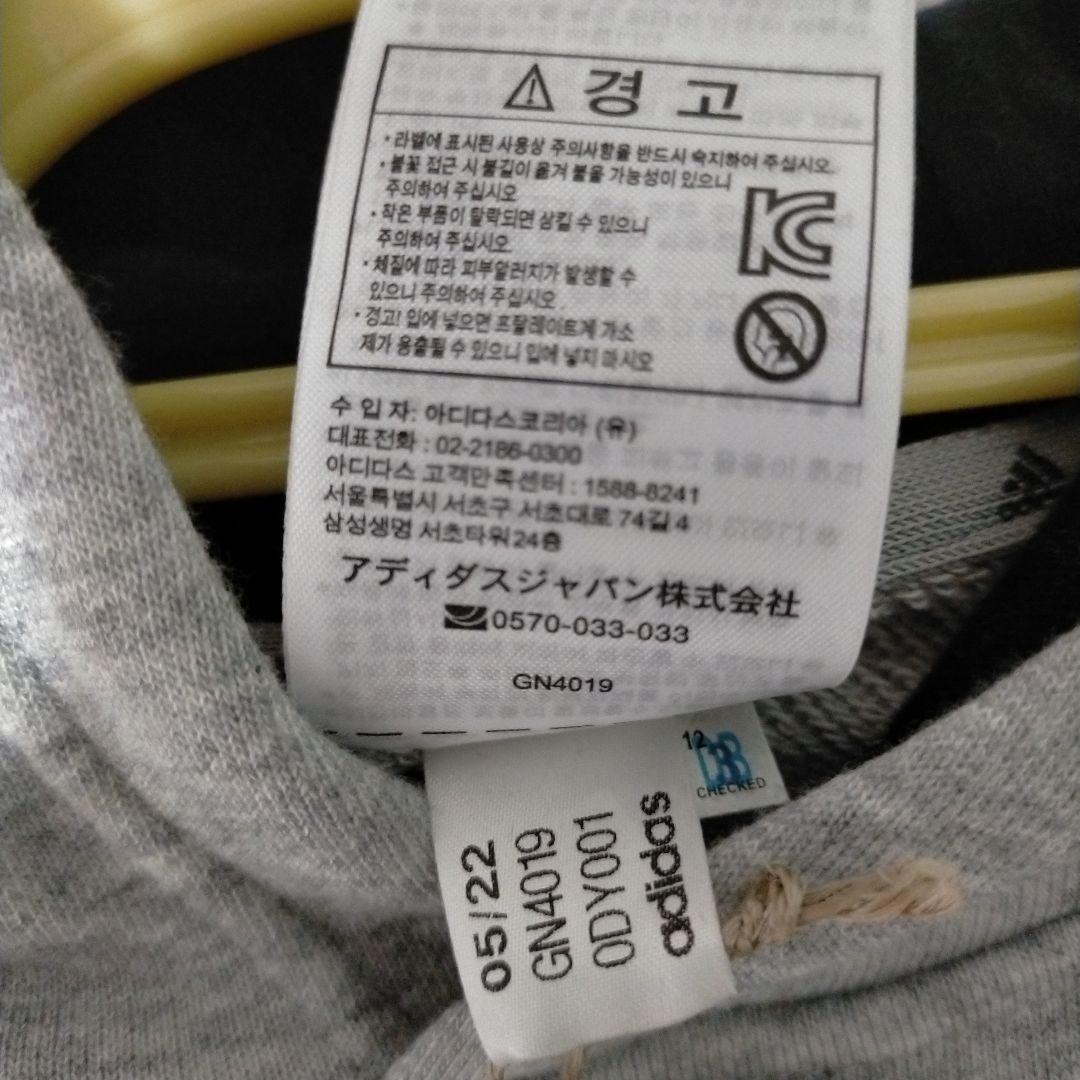 ⚠ 경 고
• 라벨에 표시된 사용상 주의사항을 반드시 숙지하여 주십시오.
• 불꽃 접근 시 불길이 옮겨 붙을 가능성이 있으니
주의하여 주십시오
• 작은 부품이 탈락되면 삼킬 수 있으니
주의하여 주십시오.
• 체질에 따라 피부알러지가 발생할 수
있으니 주의하여 주십시오 .
• 경고! 입에 넣으면 프탈레이트계 가소
제가 용출될 수 있으니 입에 넣지 마시오
KC
수 입 자: 아디다스코리아 (유)
대표전화 : 02-2186-0300
아디다스 고객만족센터 : 1588-8241
서울특별시 서초구 서초대로 74길 4
삼성생명 서초타워 24층
アディダスジャパン株式会社
0570-033-033
GN4019
05/22
GN4019
0DY001
adidas
12
CHECKED
adidas